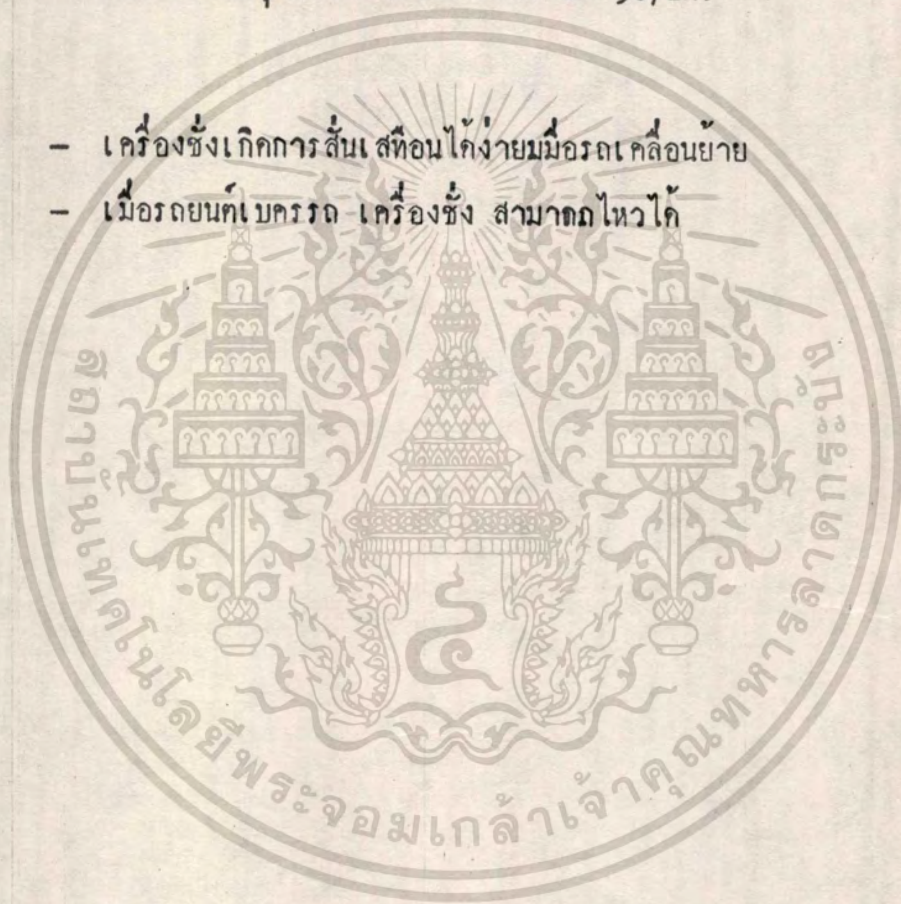 - เครื่องชั่งเกิดการสั่นเสทือนได้ง่ายมมื่อรถเคลื่อนย้าย
- เมื่อรถยนต์เบครรถ เครื่องชั่ง สามาถถไหวได้
สถาบันเทคโนโลยีพระจอมเกล้าเจ้าคุณทหารลาดกระบัง